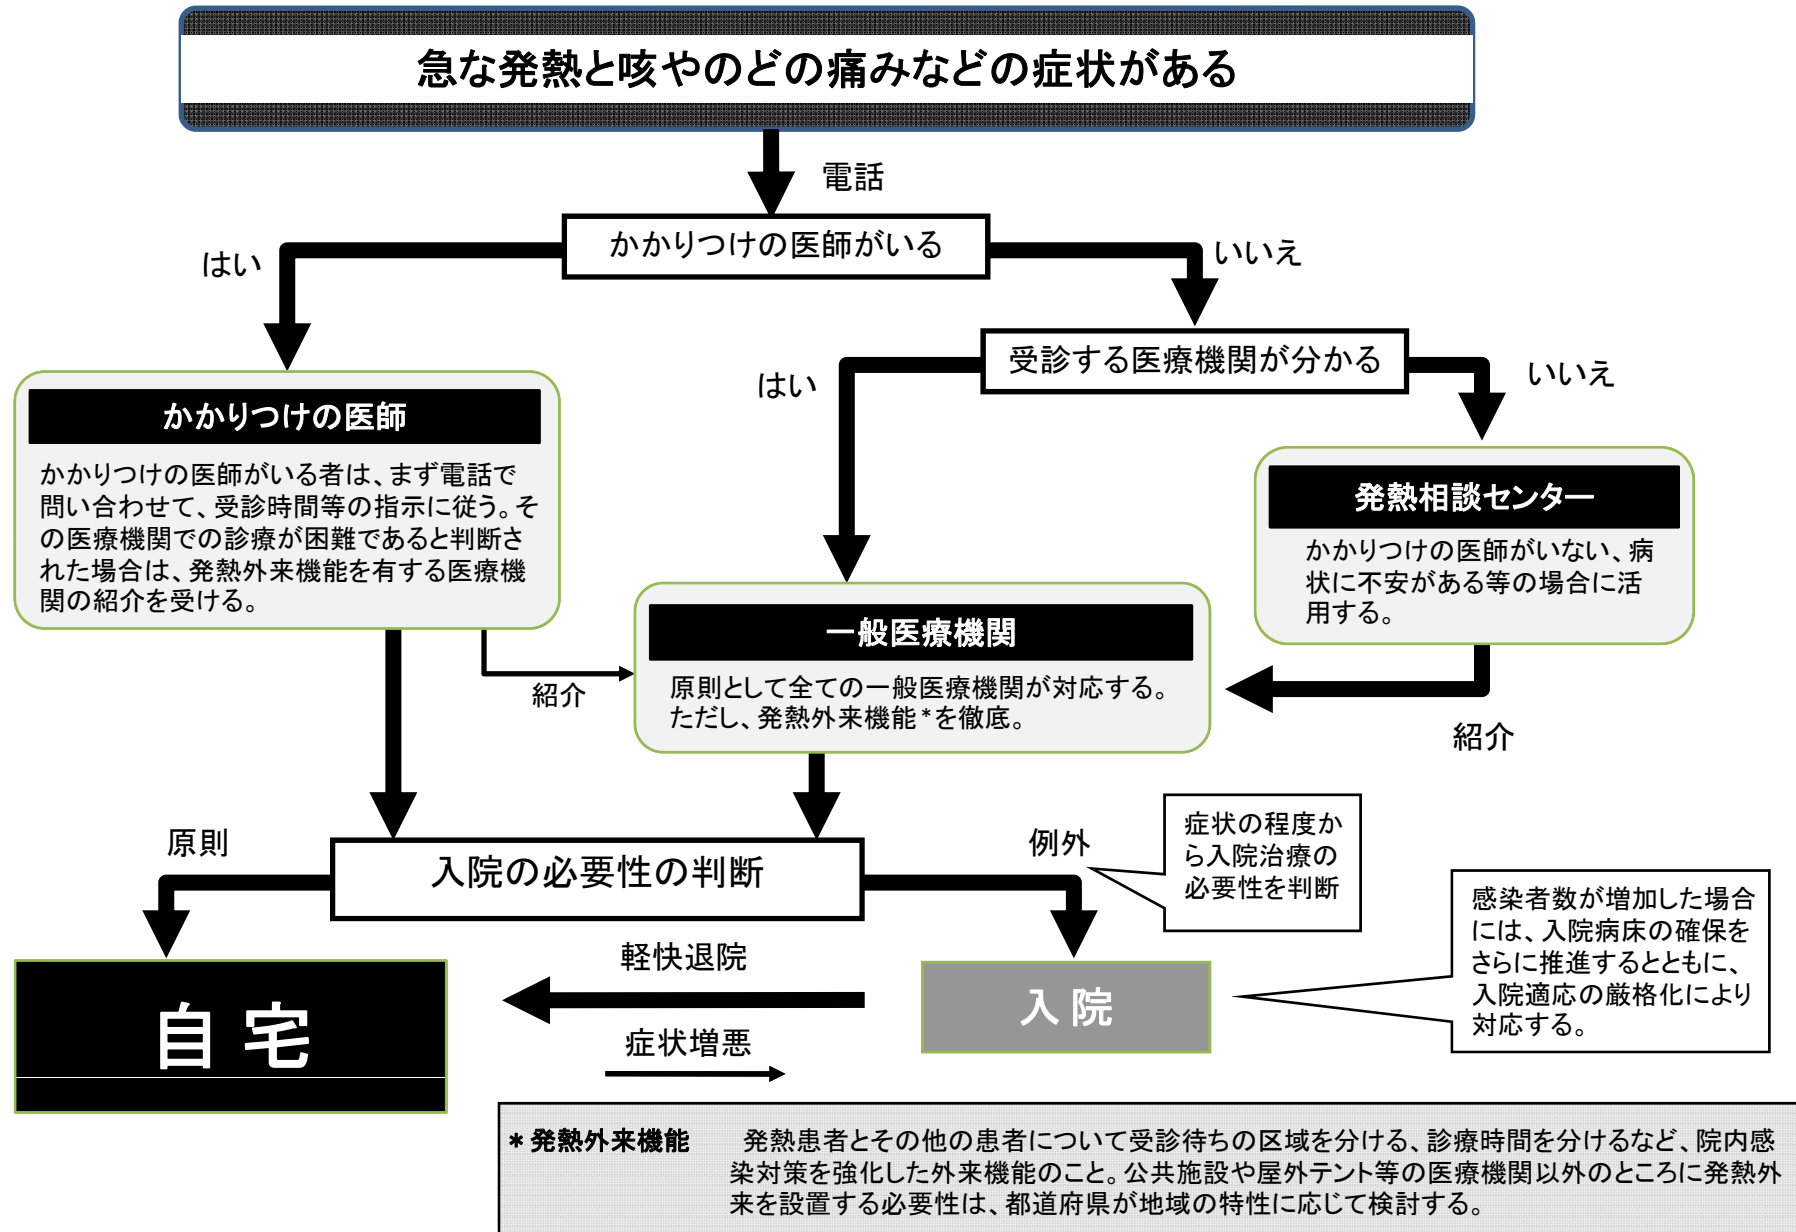 急な発熱と咳やのどの痛みなどの症状がある
電話
かかりつけの医師がいる
はい
いいえ
受診する医療機関が分かる
はい
いいえ
かかりつけの医師
かかりつけの医師がいる者は、まず電話で
問い合わせて、受診時間等の指示に従う。そ
の医療機関での診療が困難であると判断さ
れた場合は、発熱外来機能を有する医療機
関の紹介を受ける。
発熱相談センター
かかりつけの医師がいない、病
状に不安がある等の場合に活
用する。
一般医療機関
原則として全ての一般医療機関が対応する。
ただし、発熱外来機能*を徹底。
紹介
紹介
入院の必要性の判断
原則
例外
症状の程度か
ら入院治療の
必要性を判断
感染者数が増加した場合
には、入院病床の確保を
さらに推進するとともに、
入院適応の厳格化により
対応する。
自 宅
軽快退院
症状増悪
入 院
*発熱外来機能 発熱患者とその他の患者について受診待ちの区域を分ける、診療時間を分けるなど、院内感
染対策を強化した外来機能のこと。公共施設や屋外テント等の医療機関以外のところに発熱外
来を設置する必要性は、都道府県が地域の特性に応じて検討する。